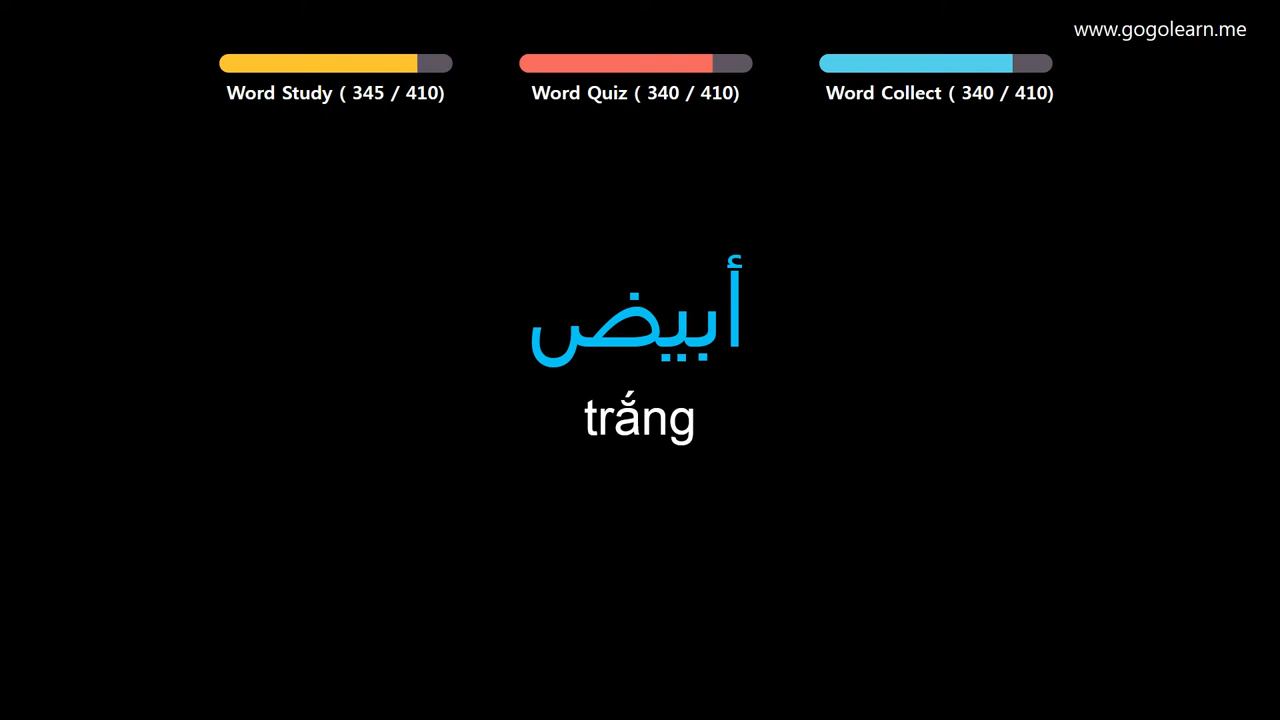 www.gogolearn.me
Word Study ( 345 / 410)
Word Quiz ( 340 / 410)
Word Collect ( 340 / 410)
أبيض
trắng